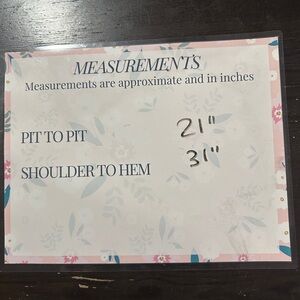 MEASUREMENTS
Measurements are approximate and in inches
PIT TO PIT 21"
SHOULDER TO HEM 31"